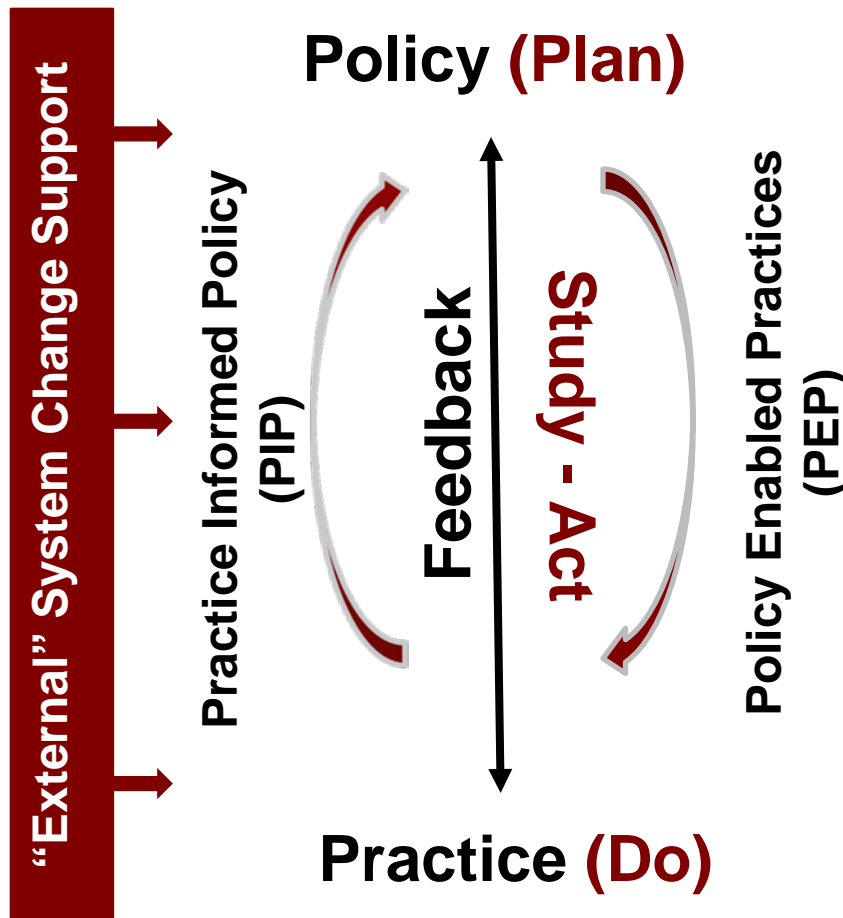 “External” System Change Support
Policy (Plan)
Practice Informed Policy
(PIP)
Feedback
Study - Act
Policy Enabled Practices
(PEP)
Practice (Do)